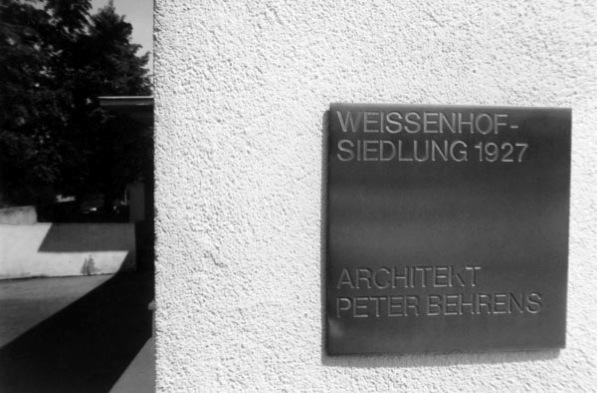 WEISSENHOF-
SIEDLUNG 1927
ARCHITEKT
PETER BEHRENS